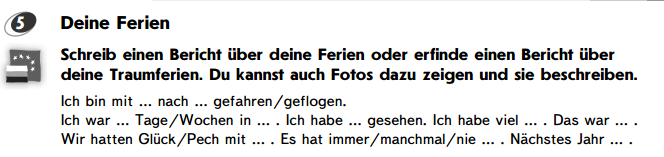 5 Deine Ferien
Schreib einen Bericht über deine Ferien oder erfinde einen Bericht über
deine Traumferien. Du kannst auch Fotos dazu zeigen und sie beschreiben.
Ich bin mit ... nach ... gefahren/geflogen.
Ich war ... Tage/Wochen in ... . Ich habe ... gesehen. Ich habe viel ... . Das war ... .
Wir hatten Glück/Pech mit ... . Es hat immer/manchmal/nie ... . Nächstes Jahr ... .